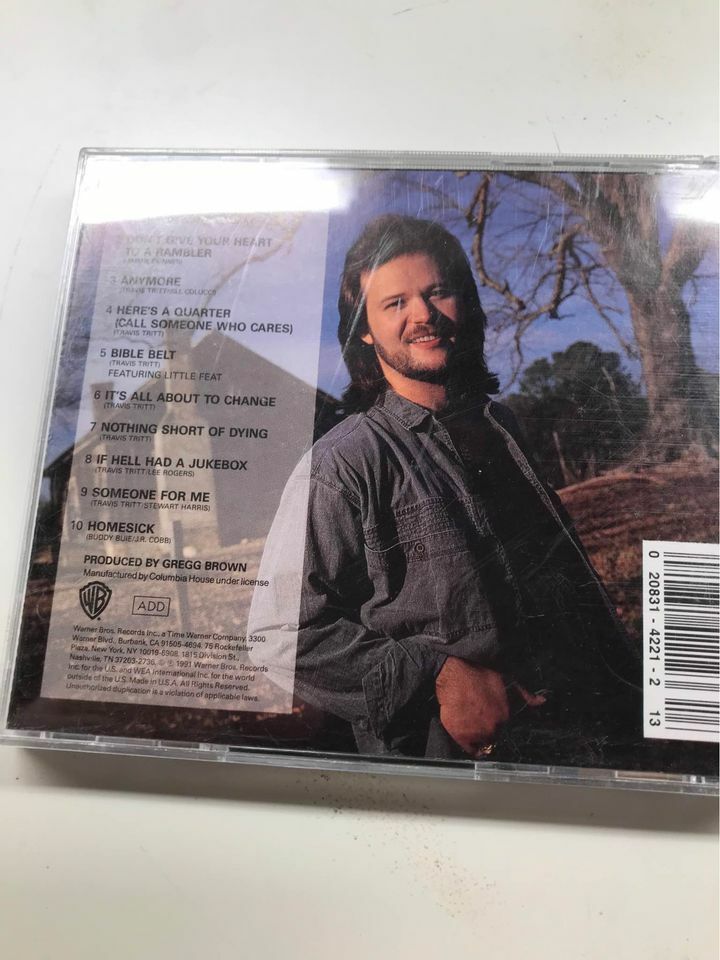 DON'T GIVE YOUR HEART
TO A RAMBLER
3 ANYMORE
(TRAVIS TRITT/JILL COLUCCI)
4 HERE'S A QUARTER
(CALL SOMEONE WHO CARES)
(TRAVIS TRITT)
5 BIBLE BELT
(TRAVIS TRITT)
FEATURING LITTLE FEAT
6 IT'S ALL ABOUT TO CHANGE
(TRAVIS TRITT)
7 NOTHING SHORT OF DYING
(TRAVIS TRITT)
8 IF HELL HAD A JUKEBOX
(TRAVIS TRITT/LEE ROGERS)
9 SOMEONE FOR ME
(TRAVIS TRITT/STEWART HARRIS)
10 HOMESICK
(BUDDY BUIE/J.R. COBB)
PRODUCED BY GREGG BROWN
Manufactured by Columbia House under license
WB
ADD
Warner Bros. Records Inc., a Time Warner Company, 3300
Warner Blvd., Burbank, CA 91505-4694. 75 Rockefeller
Plaza, New York, NY 10019-6908. 1815 Division St.,
Nashville, TN 37203-2736. © ℗ 1991 Warner Bros. Records
Inc. for the U.S. and WEA International Inc. for the world
outside of the U.S. Made in U.S.A. All Rights Reserved.
Unauthorized duplication is a violation of applicable laws.
0 20831-4221-2 13